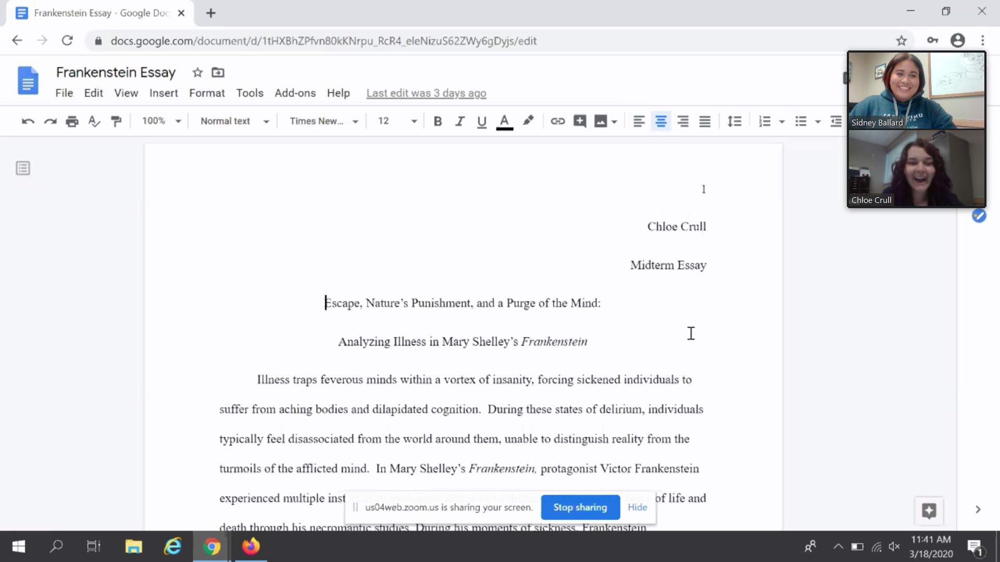 Frankenstein Essay - Google Doc
docs.google.com/document/d/1tHXBhZPfvn80kKNrpu_RcR4_eleNizuS62ZWy6gDyjs/edit
Frankenstein Essay
File Edit View Insert Format Tools Add-ons Help Last edit was 3 days ago
100% Normal text Times New... 12
Sidney Ballard
Chloe Crull
1
Chloe Crull
Midterm Essay
Escape, Nature’s Punishment, and a Purge of the Mind:
Analyzing Illness in Mary Shelley’s Frankenstein
Illness traps feverous minds within a vortex of insanity, forcing sickened individuals to
suffer from aching bodies and dilapidated cognition.  During these states of delirium, individuals
typically feel disassociated from the world around them, unable to distinguish reality from the
turmoils of the afflicted mind.  In Mary Shelley’s Frankenstein, protagonist Victor Frankenstein
experienced multiple inst of life and
death through his necromantic studies. During his moments of sickness, Frankenstein
us04web.zoom.us is sharing your screen. Stop sharing Hide
11:41 AM
3/18/2020
1